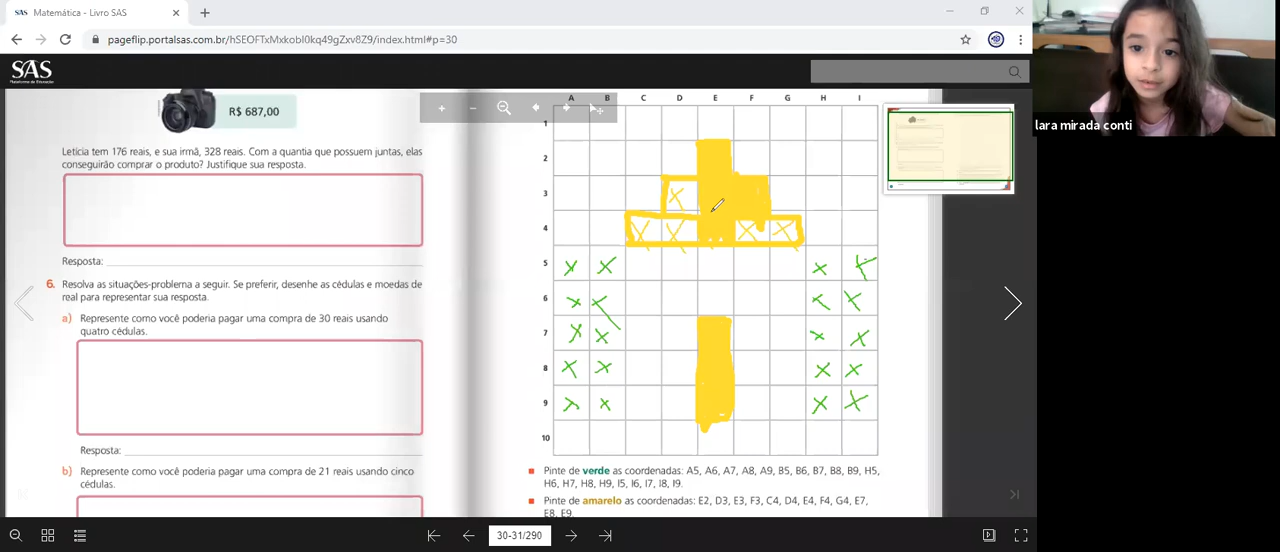 SAS Matemática - Livro SAS
pageflip.portalsas.com.br/hSEOFTxMxkobl0kq49gZxv8Z9/index.html#p=30
SAS
Plataforma de Educação
lara mirada conti
R$ 687,00
Letícia tem 176 reais, e sua irmã, 328 reais. Com a quantia que possuem juntas, elas
conseguirão comprar o produto? Justifique sua resposta.
Resposta:
6. Resolva as situações-problema a seguir. Se preferir, desenhe as cédulas e moedas de
real para representar sua resposta.
a) Represente como você poderia pagar uma compra de 30 reais usando
quatro cédulas.
Resposta:
b) Represente como você poderia pagar uma compra de 21 reais usando cinco
cédulas.
A B C D E F G H I
1
2
3
4
5
6
7
8
9
10
Pinte de verde as coordenadas: A5, A6, A7, A8, A9, B5, B6, B7, B8, B9, H5,
H6, H7, H8, H9, I5, I6, I7, I8, I9.
Pinte de amarelo as coordenadas: E2, D3, E3, F3, C4, D4, E4, F4, G4, E7,
E8, E9.
30-31/290